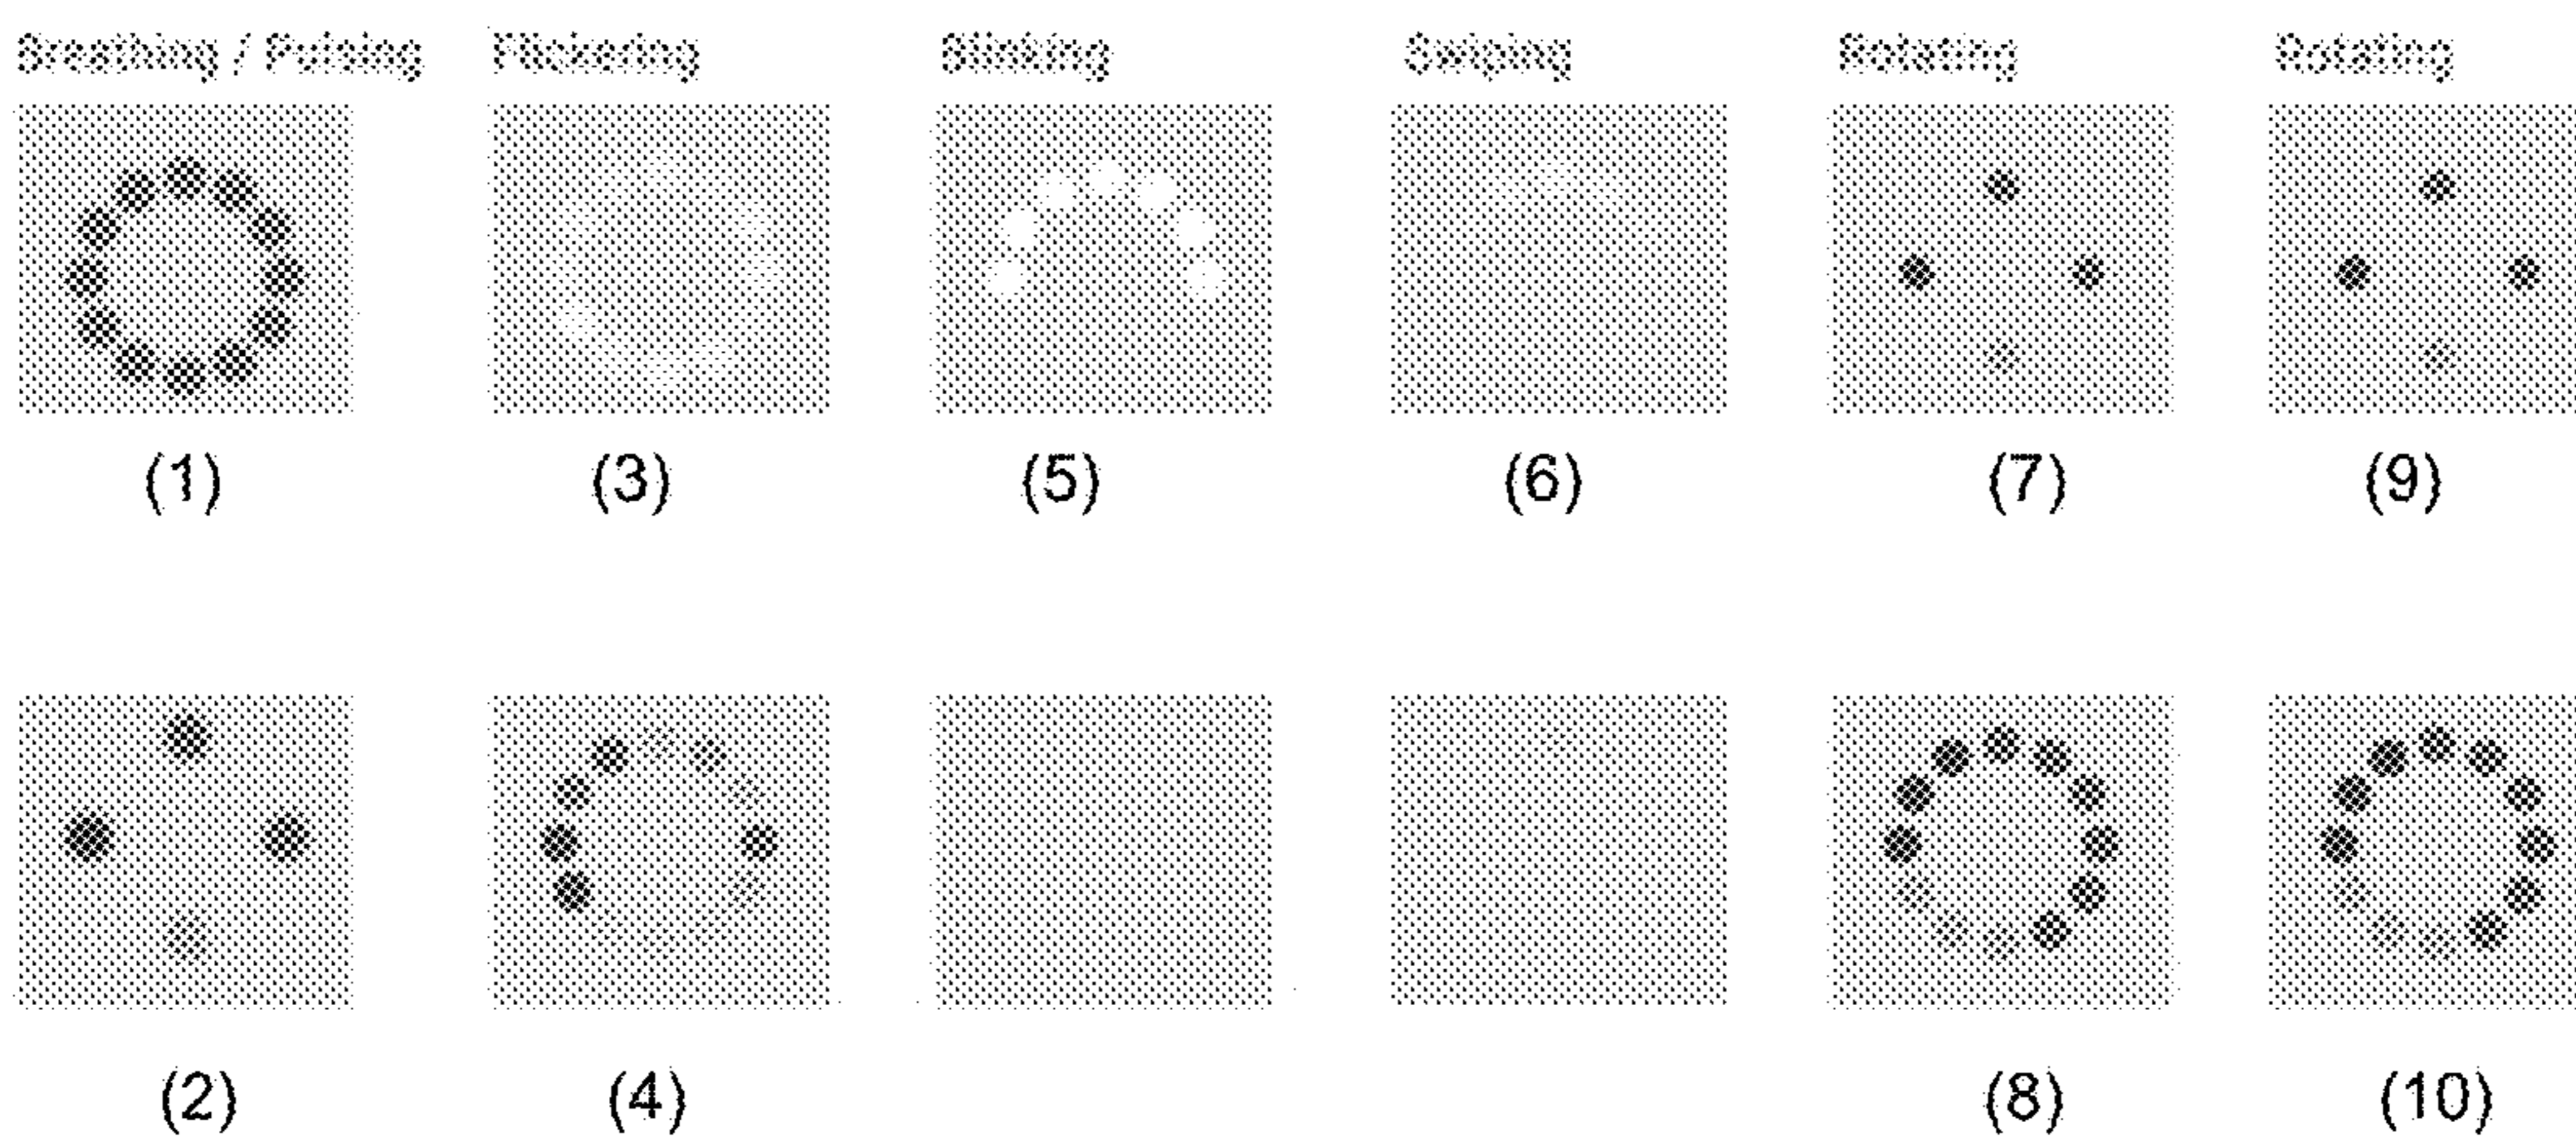 Breathing / Pulsing Flickering Blinking Swiping Rotating Rotating
(1) (3) (5) (6) (7) (9)
(2) (4) (8) (10)